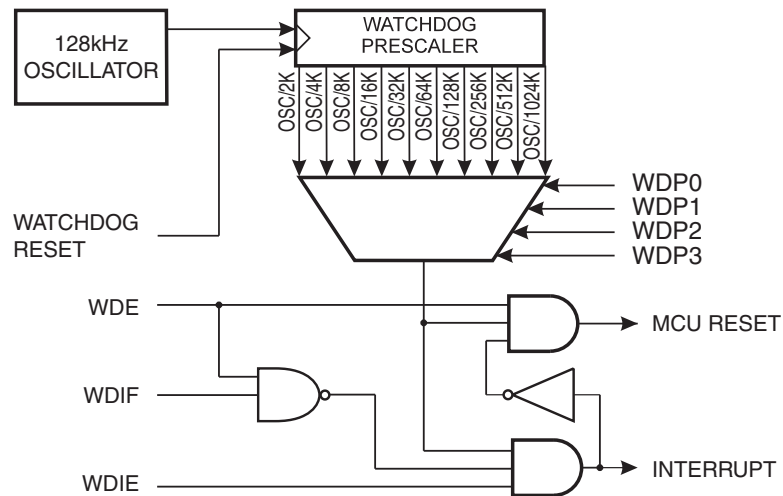 128kHz
OSCILLATOR
WATCHDOG
PRESCALER
OSC/2K
OSC/4K
OSC/8K
OSC/16K
OSC/32K
OSC/64K
OSC/128K
OSC/256K
OSC/512K
OSC/1024K
WDP0
WDP1
WDP2
WDP3
WATCHDOG
RESET
WDE
MCU RESET
WDIF
INTERRUPT
WDIE